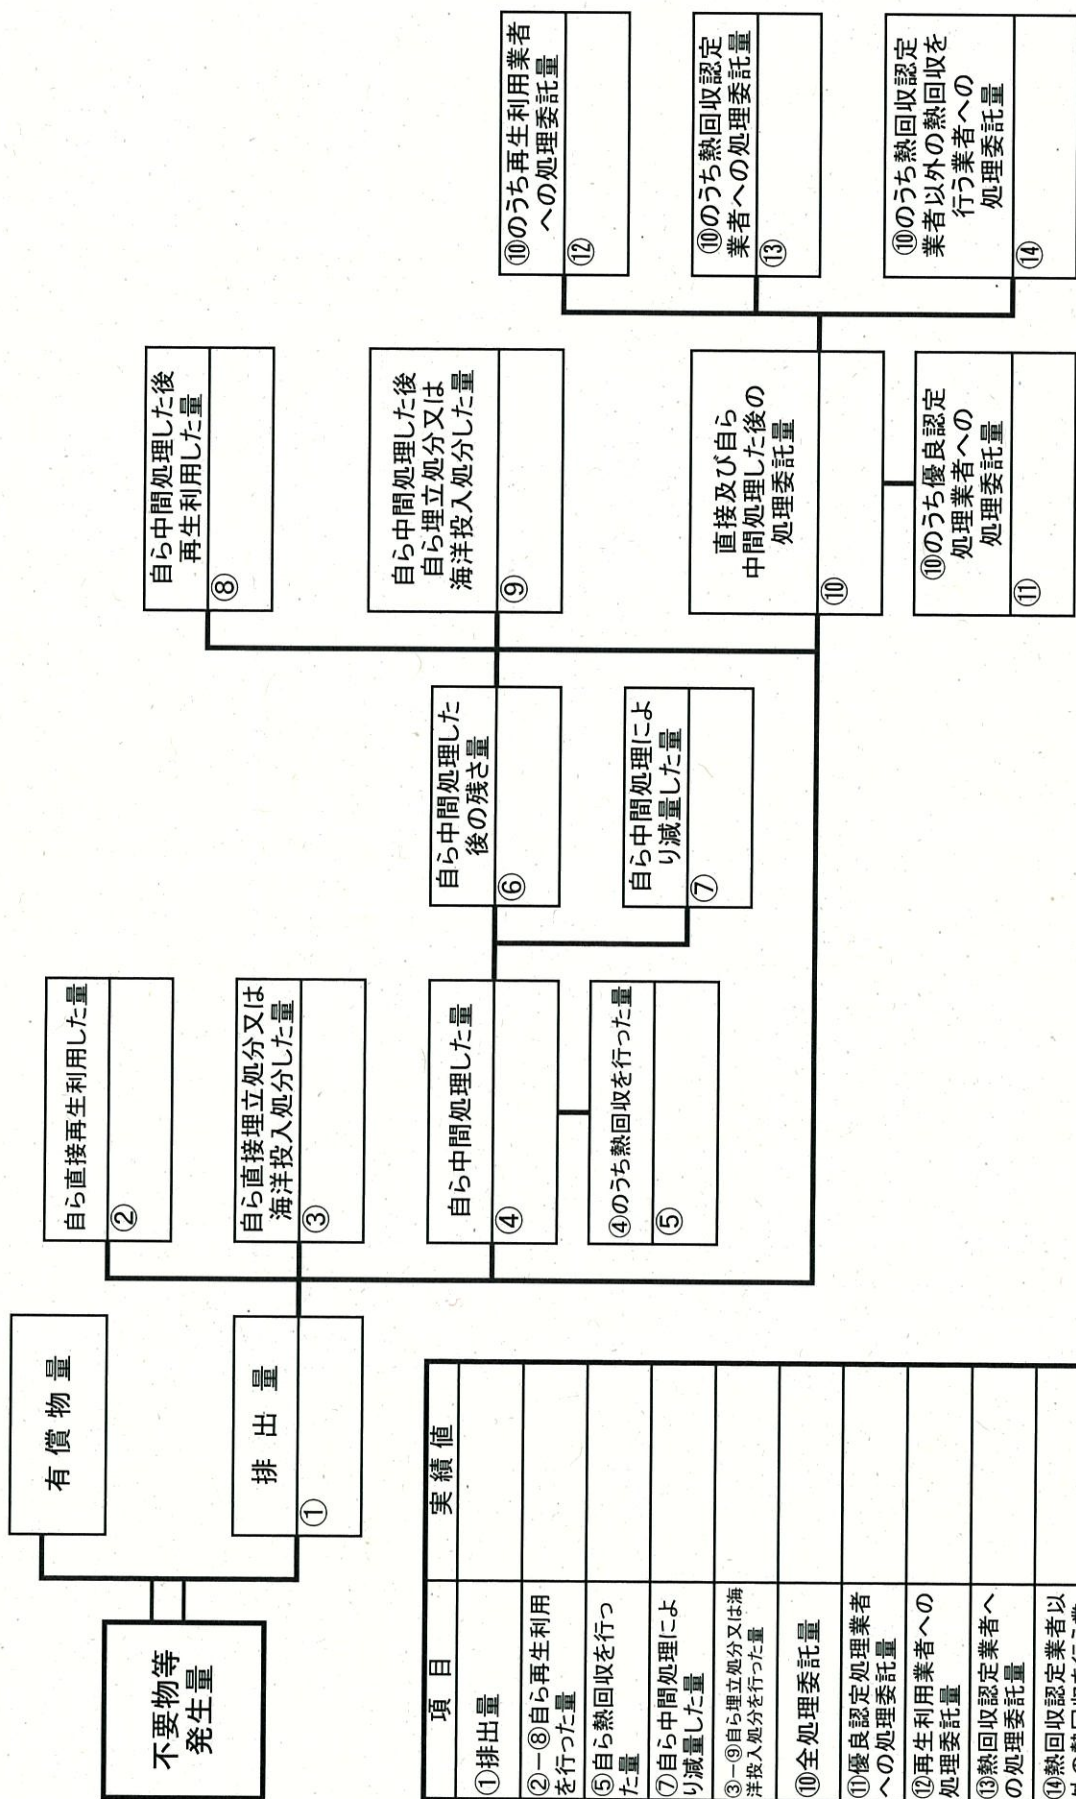 不要物等
発生量
有償物量
排出量
①
自ら直接再生利用した量
②
自ら直接埋立処分又は
海洋投入処分した量
③
自ら中間処理した量
④
④のうち熱回収を行った量
⑤
自ら中間処理した
後の残さ量
⑥
自ら中間処理によ
り減量した量
⑦
自ら中間処理した後
再生利用した量
⑧
自ら中間処理した後
自ら埋立処分又は
海洋投入処分した量
⑨
直接及び自ら
中間処理した後の
処理委託量
⑩
⑩のうち優良認定
処理業者への
処理委託量
⑪
⑩のうち再生利用業者
への処理委託量
⑫
⑩のうち熱回収認定
業者への処理委託量
⑬
⑩のうち熱回収認定
業者以外の熱回収を
行う業者への
処理委託量
⑭
項目
実績値
①排出量
②ー⑧自ら再生利用
を行った量
⑤自ら熱回収を行っ
た量
⑦自ら中間処理によ
り減量した量
③ー⑨自ら埋立処分又は海
洋投入処分を行った量
⑩全処理委託量
⑪優良認定処理業者
への処理委託量
⑫再生利用業者への
処理委託量
⑬熱回収認定業者へ
の処理委託量
⑭熱回収認定業者以
外の熱回収を行う業